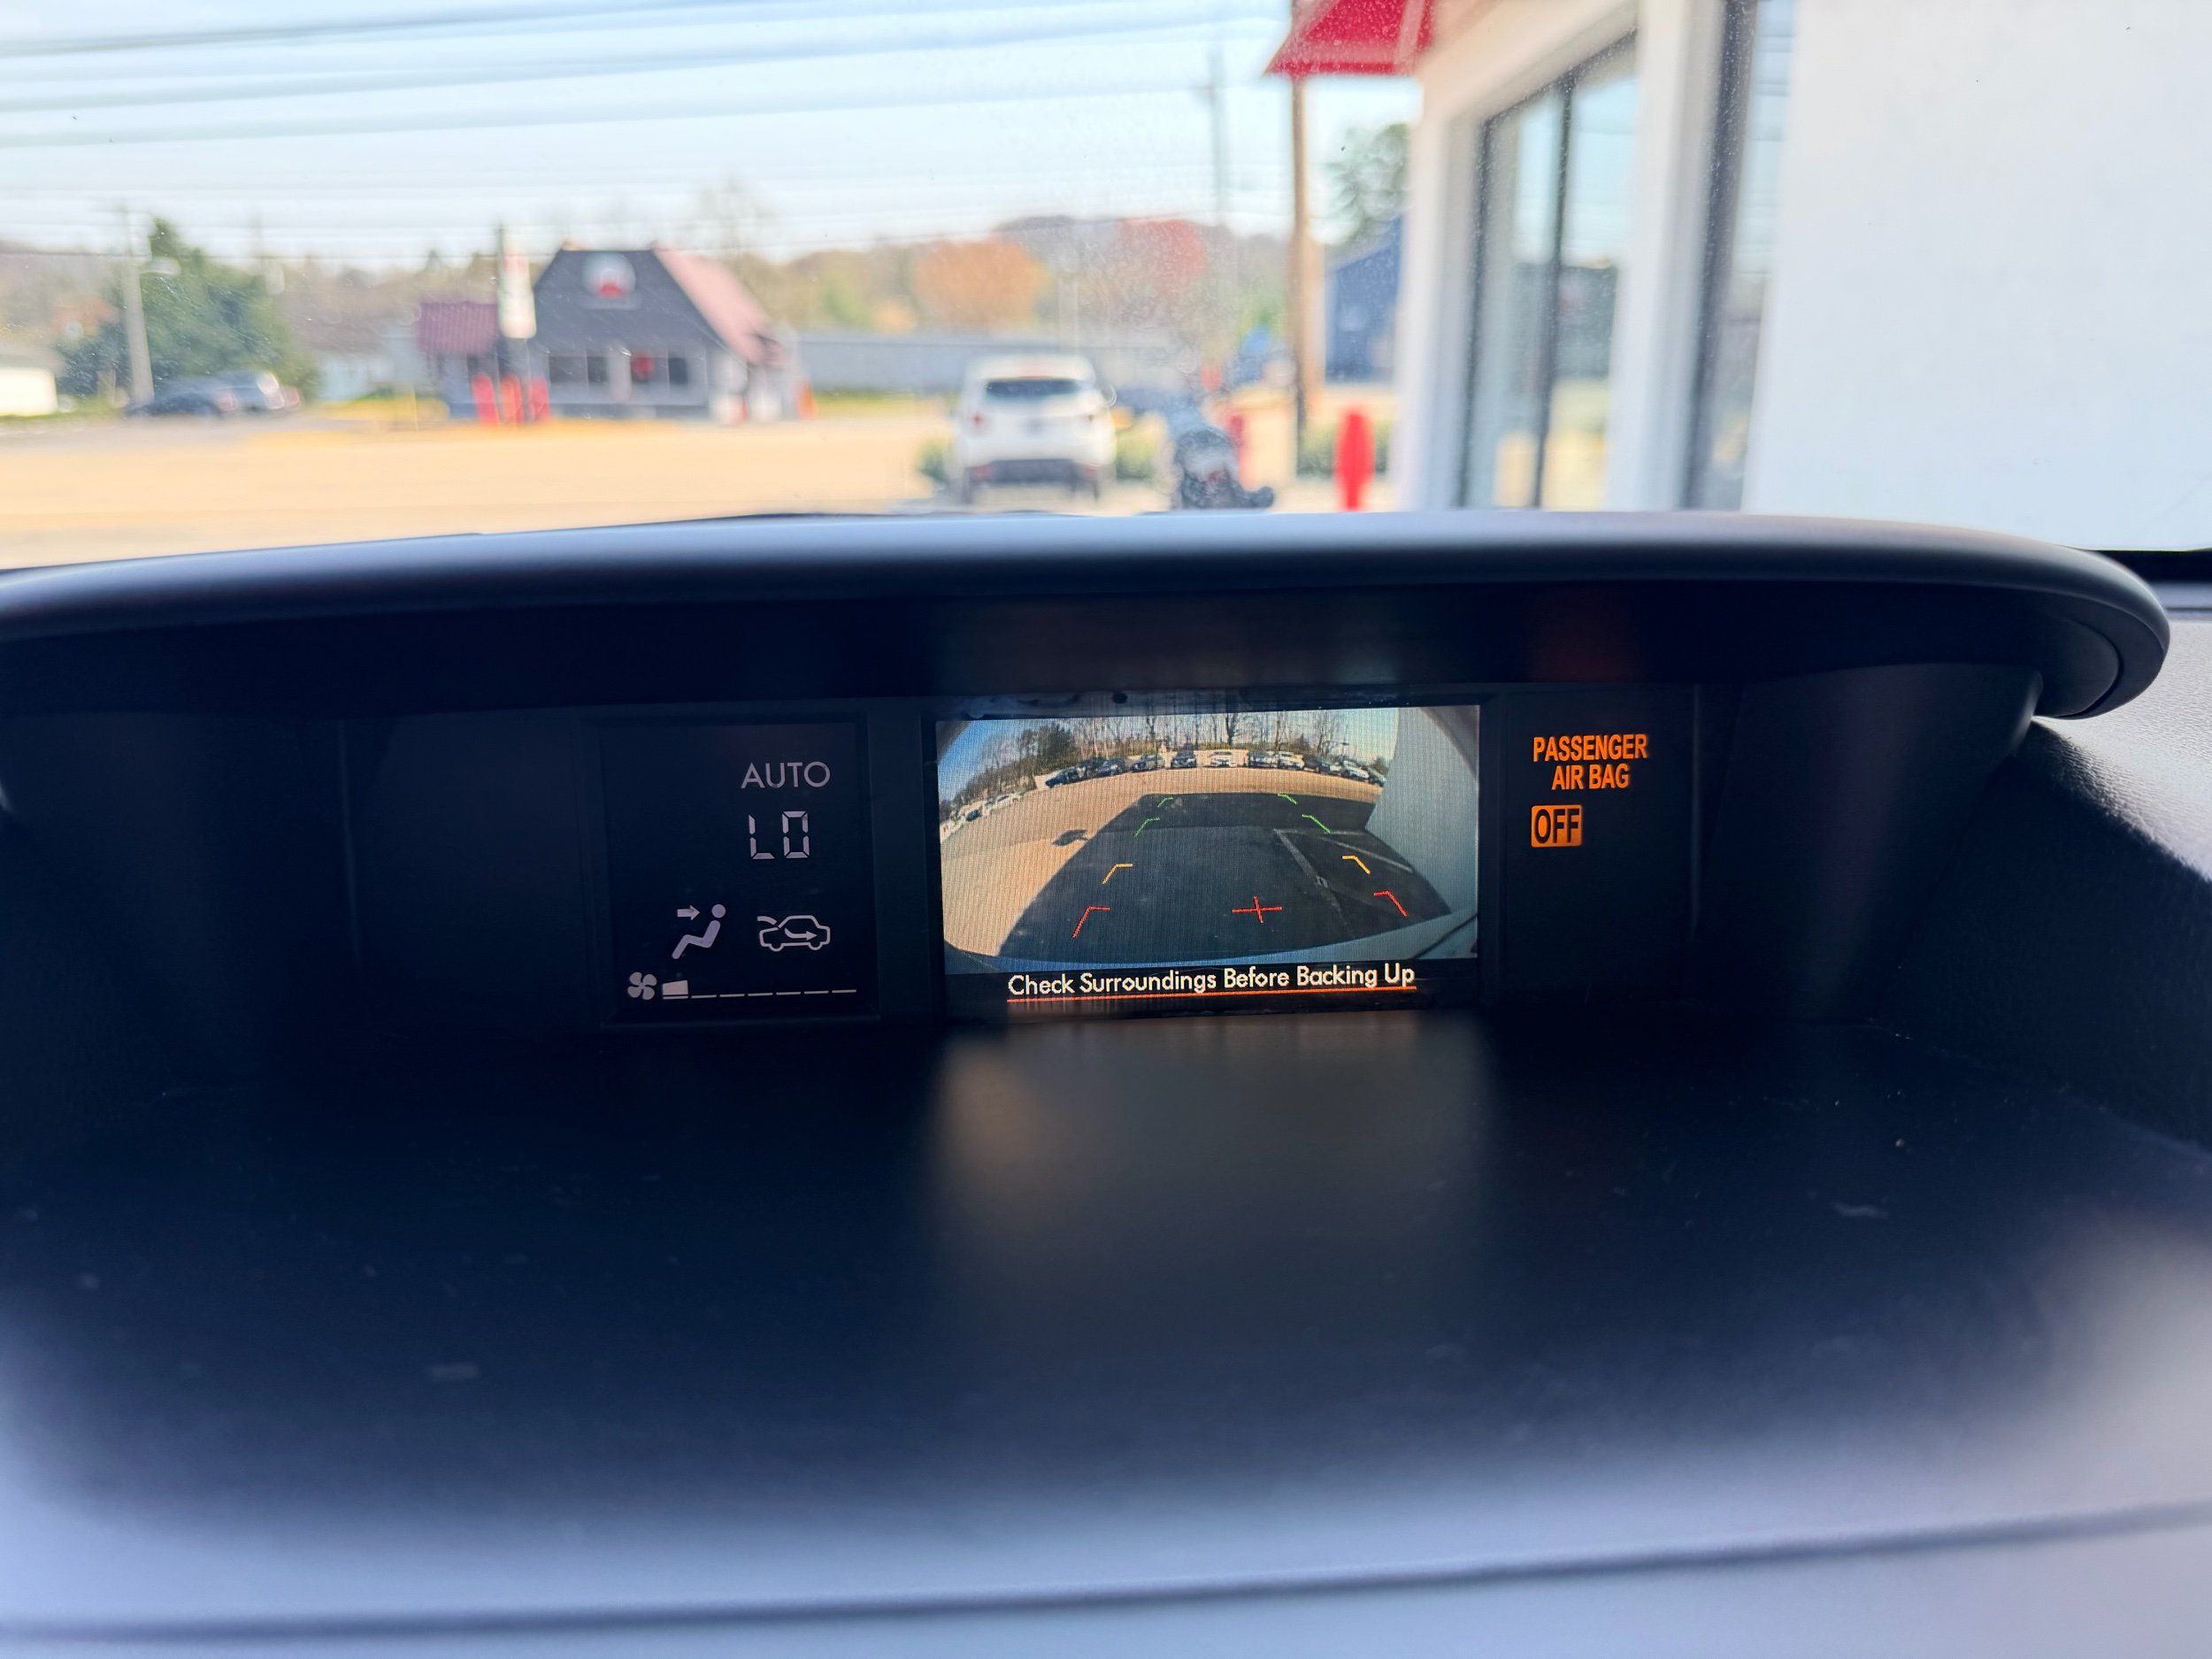 AUTO
LO
Check Surroundings Before Backing Up
PASSENGER
AIR BAG
OFF